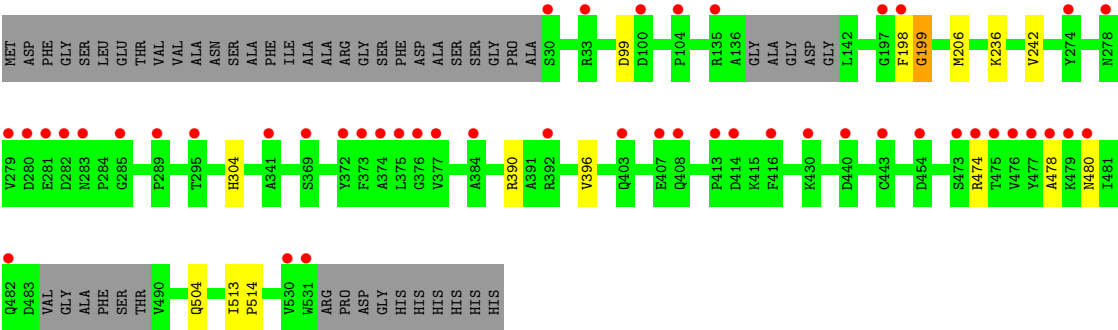 MET ASP PHE GLY SER LEU GLU THR VAL VAL ALA ASN SER ALA PHE ILE ALA ALA ARG GLY SER PHE ASP ALA SER SER GLY PRO ALA S30 R33 D99 D100 P104 R135 A136 GLY ALA GLY ASP GLY L142 G197 F198 G199 M206 K236 V242 Y274 N278
V279 D280 E281 D282 N283 P284 G285 P289 T295 H304 A341 S369 Y372 F373 A374 L375 G376 V377 A384 R390 A391 R392 V396 Q403 E407 Q408 P413 D414 K415 F416 K430 D440 C443 D454 S473 R474 T475 V476 Y477 A478 K479 N480 I481
Q482 D483 VAL GLY ALA PHE SER THR V490 Q504 I513 P514 V530 W531 ARG PRO ASP GLY HIS HIS HIS HIS HIS HIS